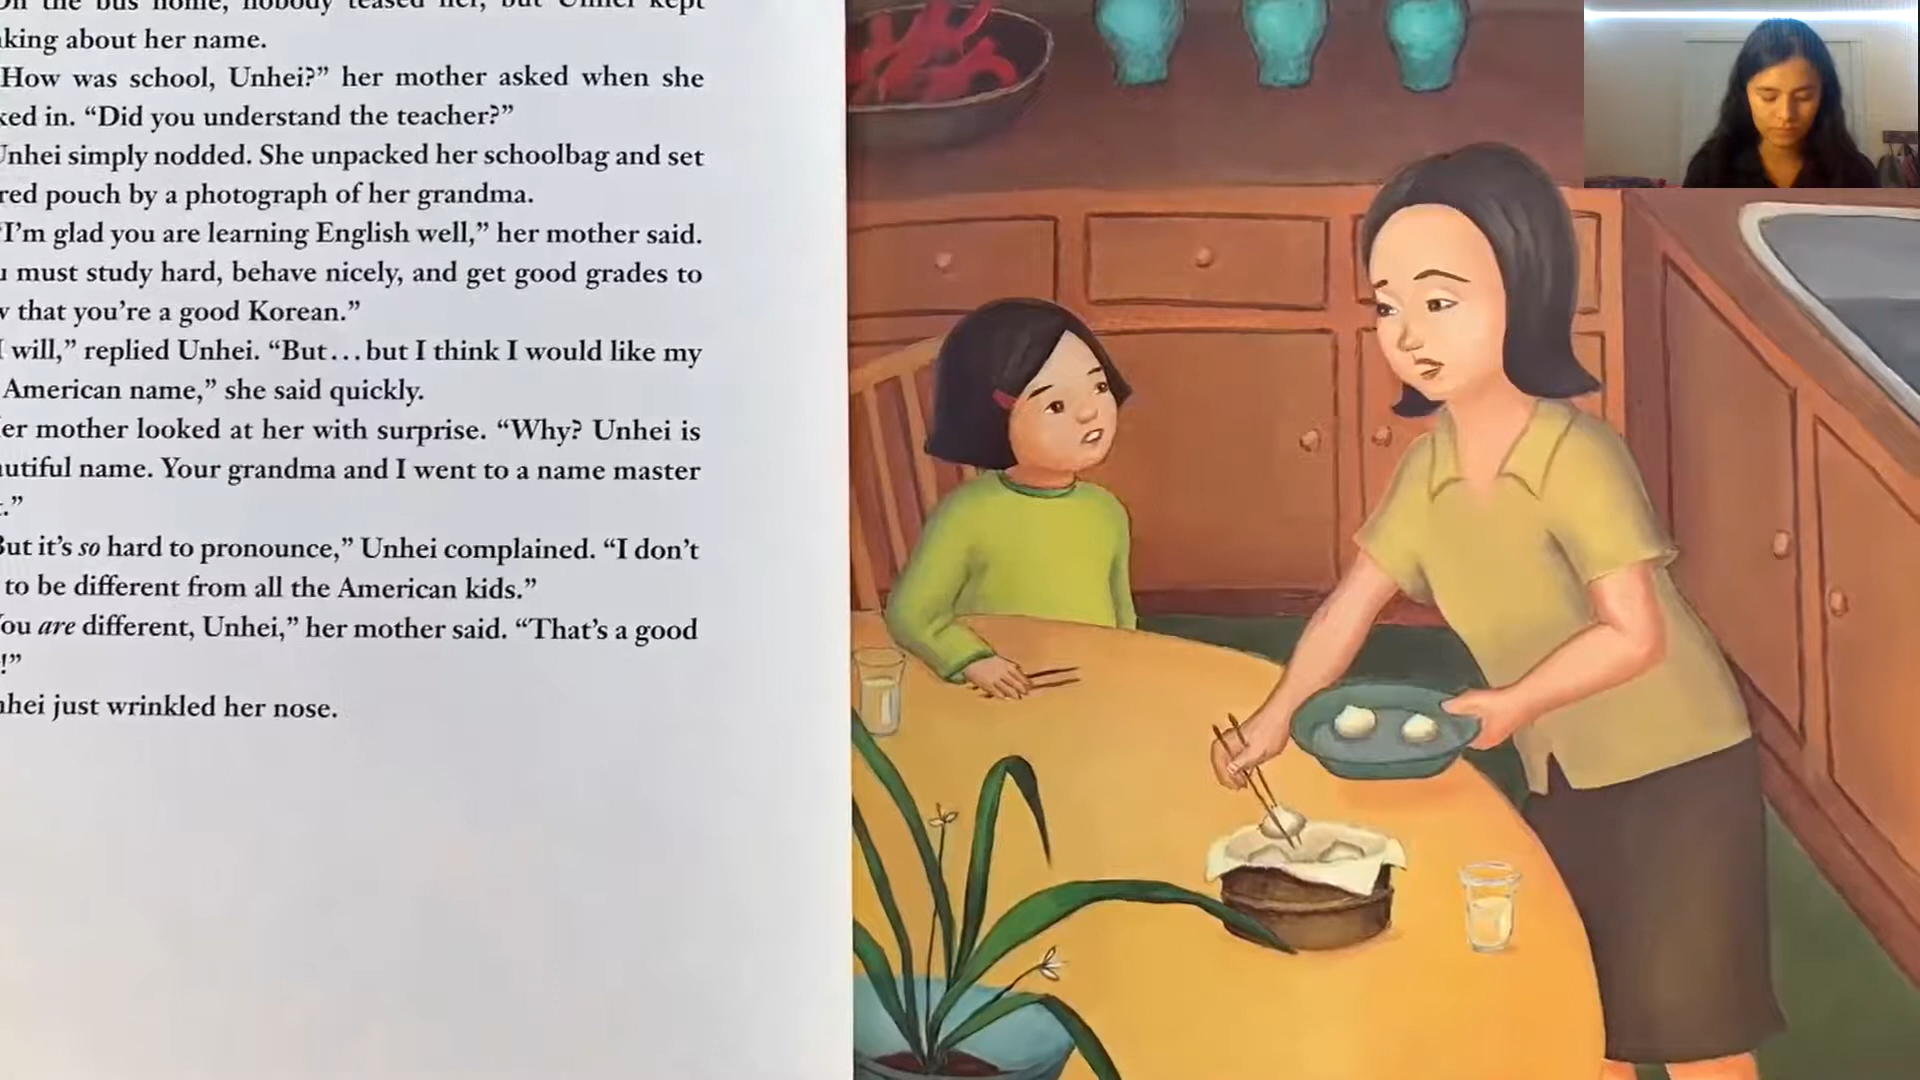 the bus home, nobody teased her, but Unhei kept
king about her name.
How was school, Unhei?” her mother asked when she
ked in. “Did you understand the teacher?”
Unhei simply nodded. She unpacked her schoolbag and set
red pouch by a photograph of her grandma.
“I’m glad you are learning English well,” her mother said.
u must study hard, behave nicely, and get good grades to
w that you’re a good Korean.”
I will,” replied Unhei. “But...but I think I would like my
American name,” she said quickly.
er mother looked at her with surprise. “Why? Unhei is
utiful name. Your grandma and I went to a name master
.”
But it’s so hard to pronounce,” Unhei complained. “I don’t
to be different from all the American kids.”
You are different, Unhei,” her mother said. “That’s a good
!”
nhei just wrinkled her nose.